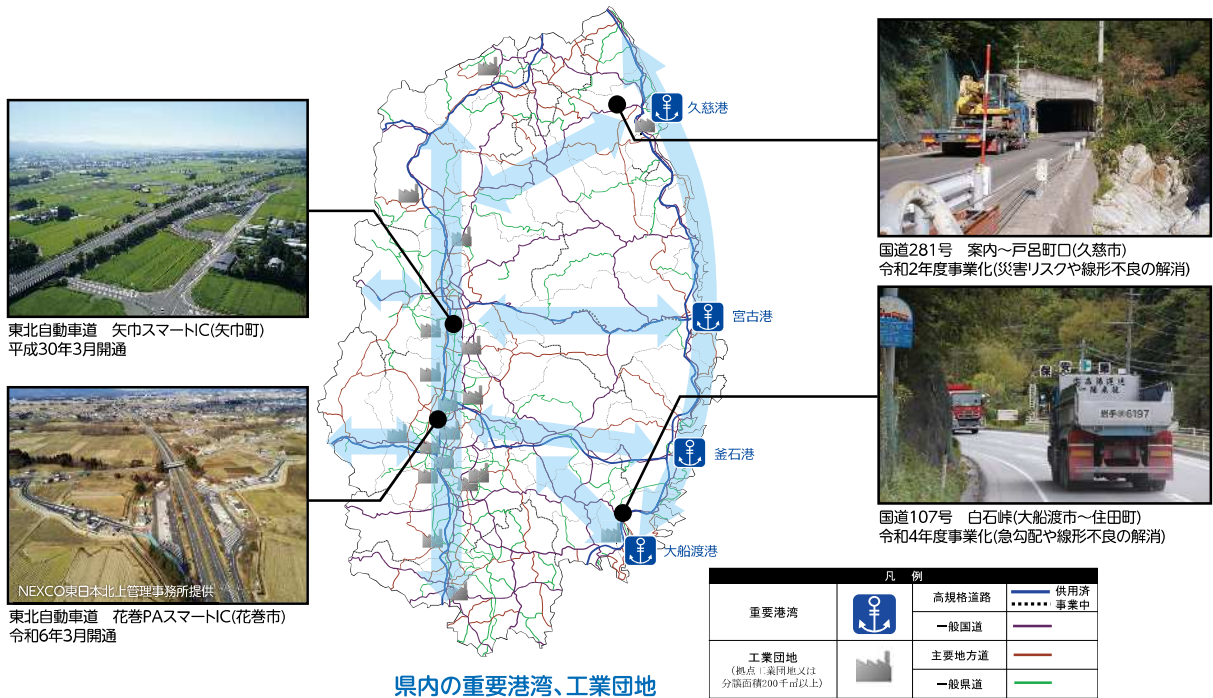 久慈港
国道281号 案内～戸呂町口(久慈市)
令和2年度事業化(災害リスクや線形不良の解消)
東北自動車道 矢巾スマートIC(矢巾町)
平成30年3月開通
宮古港
岩手 6197
釜石港
国道107号 白石峠(大船渡市～住田町)
令和4年度事業化(急勾配や線形不良の解消)
大船渡港
NEXCO東日本北上管理事務所提供
東北自動車道 花巻PAスマートIC(花巻市)
令和6年3月開通
凡 例
重要港湾
高規格道路
供用済
事業中
一般国道
工業団地
(拠点工業団地又は
分譲面積200千㎡以上)
主要地方道
一般県道
県内の重要港湾、工業団地